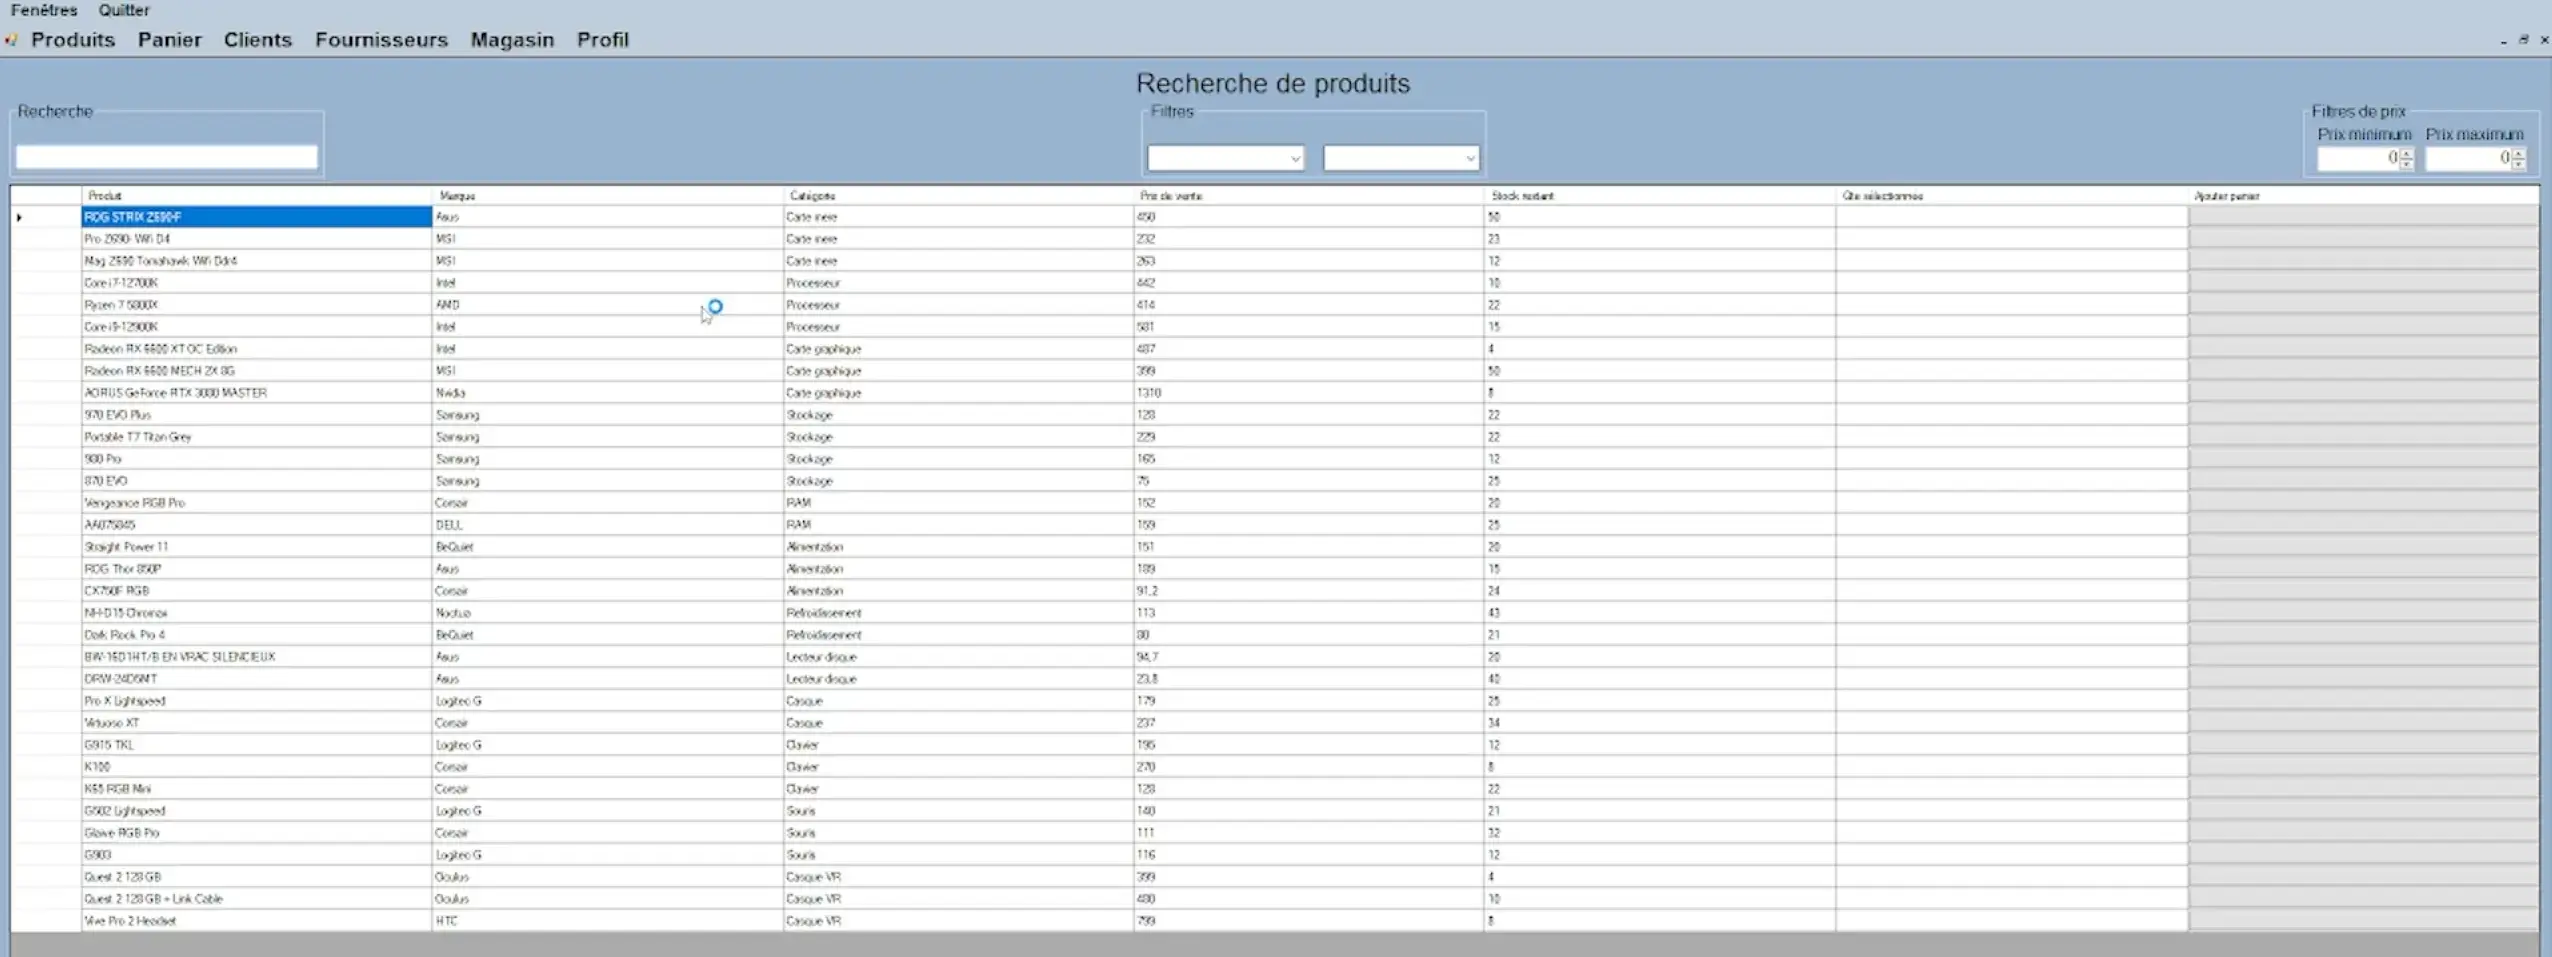 Fenêtres Quitter
Produits Panier Clients Fournisseurs Magasin Profil
Recherche de produits
Recherche
Filtres
Filtres de prix
Prix minimum Prix maximum
0 0
Produit Marque Catégorie Prix de vente Stock restant Qte sélectionnee Ajouter panier
ROG STRIX Z690-F Asus Carte mere 450 50
Pro Z690- Wifi D4 MSI Carte mere 232 23
Mag Z690 Tomahawk Wifi Ddr4 MSI Carte mere 263 12
Core i7-12700K Intel Processeur 442 10
Ryzen 7 5800X AMD Processeur 414 22
Core i9-12900K Intel Processeur 581 15
Radeon RX 6600 XT OC Edition Intel Carte graphique 487 4
Radeon RX 6600 MECH 2X 8G MSI Carte graphique 399 50
AORUS GeForce RTX 3080 MASTER Nvidia Carte graphique 1310 8
970 EVO Plus Samsung Stockage 128 22
Portable T7 Titan Grey Samsung Stockage 229 22
980 Pro Samsung Stockage 165 12
870 EVO Samsung Stockage 75 25
Vengeance RGB Pro Corsair RAM 152 20
DELL RAM 159 25
Straight Power 11 BeQuiet Alimentation 151 20
ROG Thor 850P Asus Alimentation 189 15
CX750F RGB Corsair Alimentation 91,2 24
NH-D15 Chromax Noctua Refroidissement 113 43
Dark Rock Pro 4 BeQuiet Refroidissement 80 21
BW-16D1HT/B EN VRAC SILENCIEUX Asus Lecteur disque 94,7 20
DRW-24D5MT Asus Lecteur disque 23,8 40
Pro X Lightspeed Logitec G Casque 179 25
Virtuoso XT Corsair Casque 237 34
G915 TKL Logitec G Clavier 195 12
K100 Corsair Clavier 270 8
K65 RGB Mini Corsair Clavier 128 22
G502 Lightspeed Logitec G Souris 140 21
Glaive RGB Pro Corsair Souris 111 32
G903 Logitec G Souris 116 12
Quest 2 128 GB Oculus Casque VR 399 4
Quest 2 128 GB + Link Cable Oculus Casque VR 480 10
Vive Pro 2 Headset HTC Casque VR 799 8